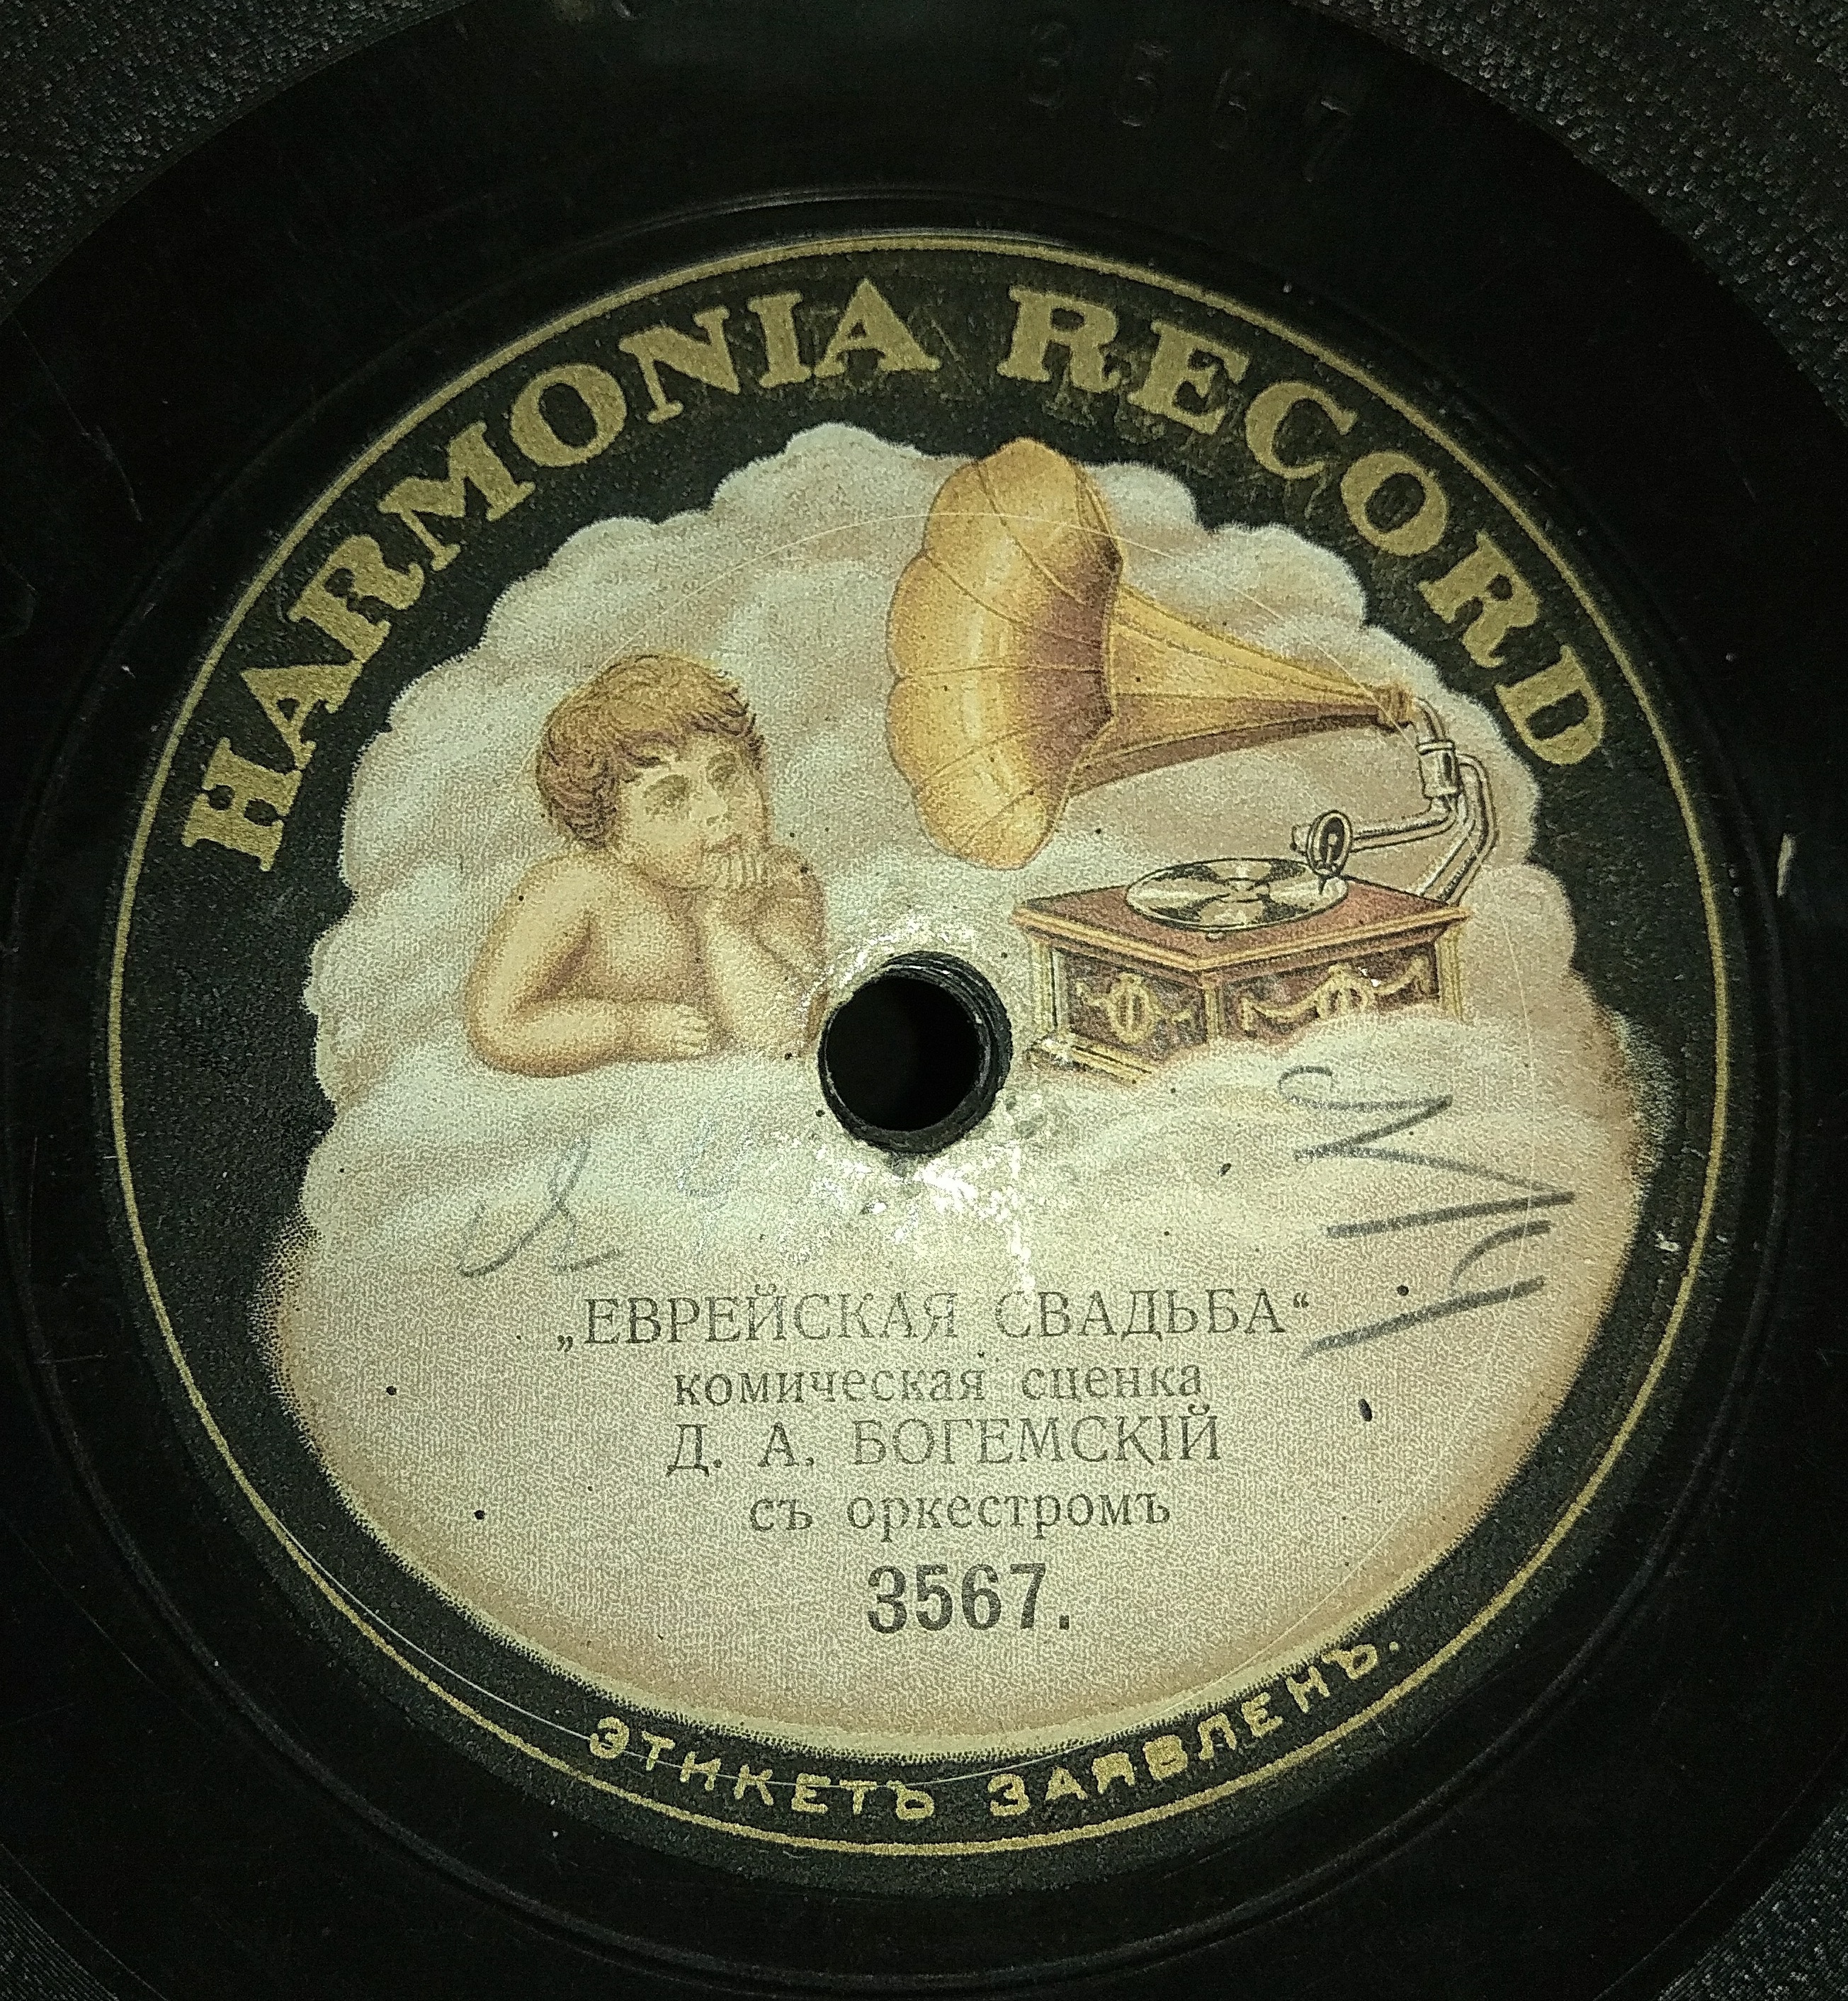 3567
HARMONIA RECORD
„ЕВРЕЙСКАЯ СВАДЬБА“
комическая сценка
Д. А. БОГЕМСКІЙ
съ оркестромъ
3567.
ЭТИКЕТЪ ЗАЯВЛЕНЪ.